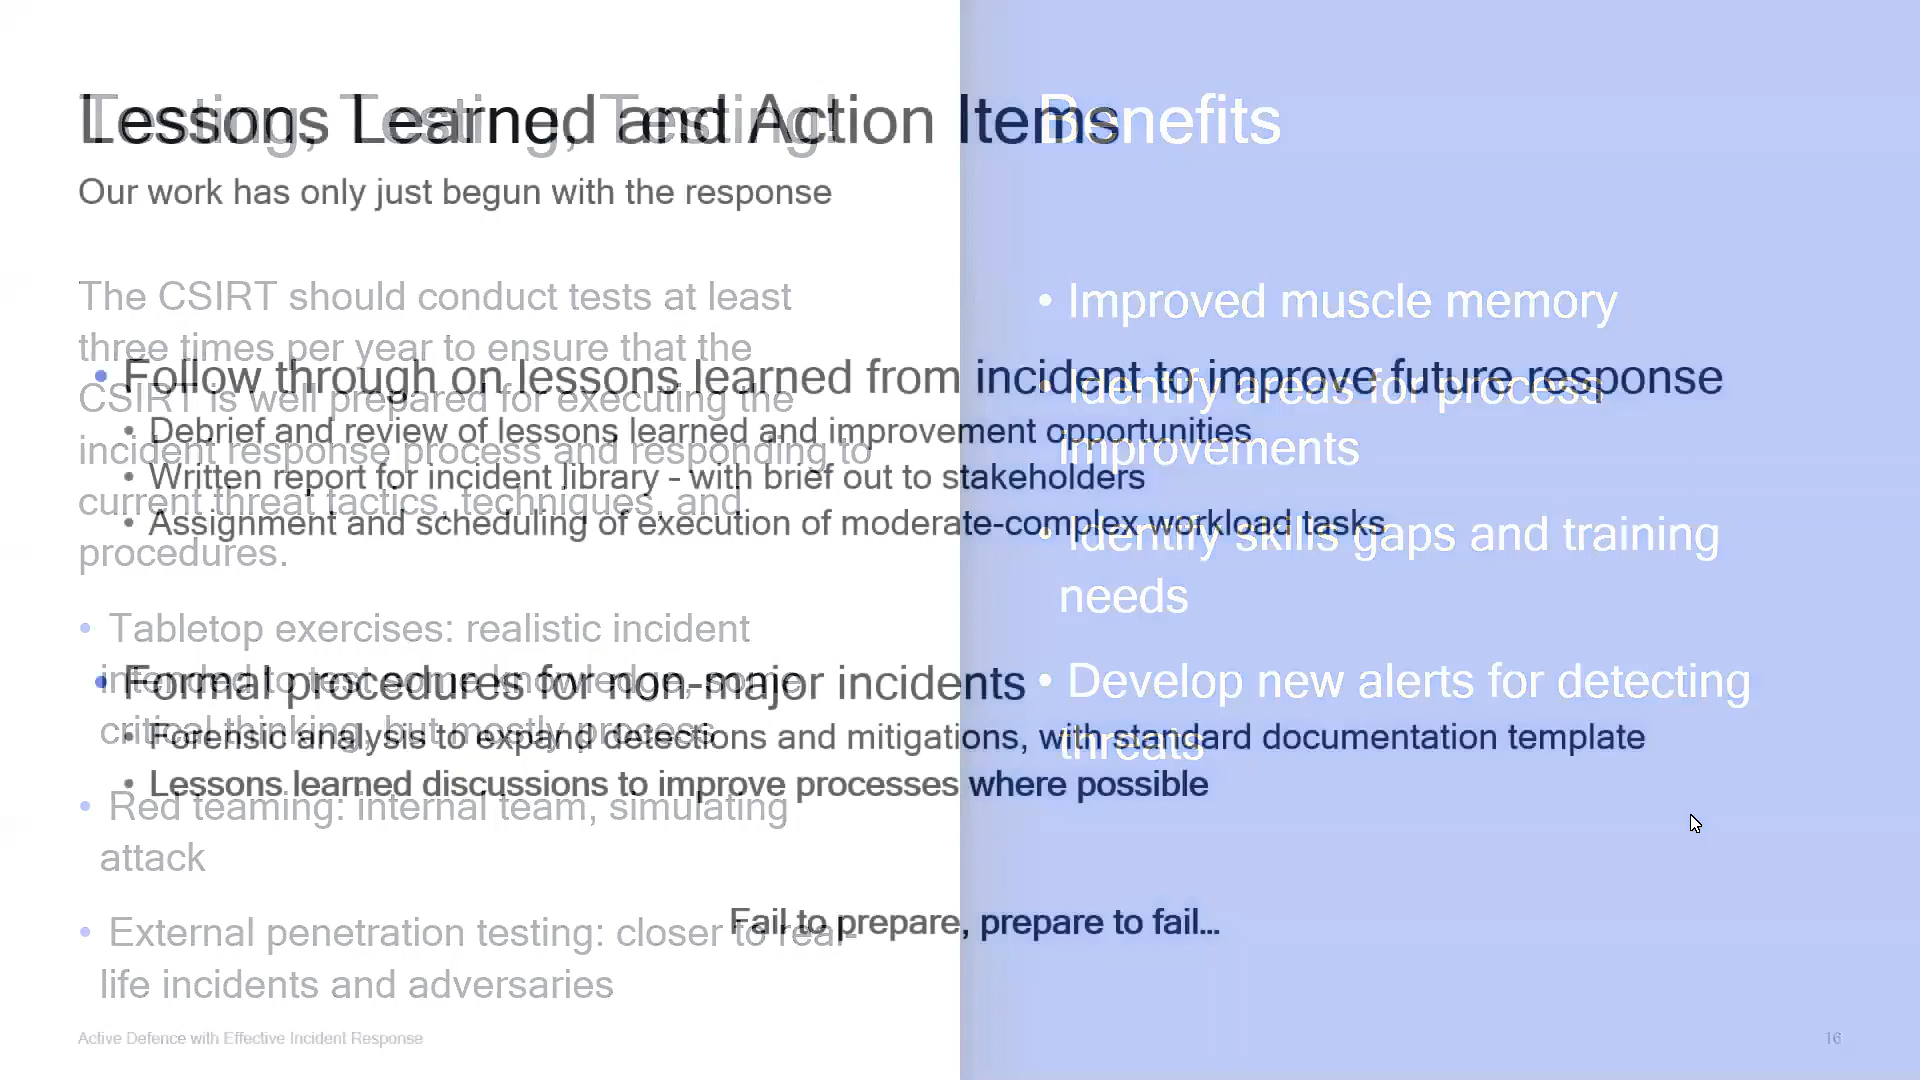 Lessons Learned, and Action Items
Our work has only just begun with the response
• Follow through on lessons learned from incident to improve future response
• Debrief and review of lessons learned and improvement opportunities
• Written report for incident library - with brief out to stakeholders
• Assignment and scheduling of execution of moderate-complex workload tasks
• Formal procedures for non-major incidents
• Forensic analysis to expand detections and mitigations, with standard documentation template
• Lessons learned discussions to improve processes where possible
Fail to prepare, prepare to fail...
Testing, Testing, Testing!
The CSIRT should conduct tests at least
three times per year to ensure that the
CSIRT is well prepared for executing the
incident response process and responding to
current threat tactics, techniques, and
procedures.
• Tabletop exercises: realistic incident
intended to test some knowledge, some
critical thinking, but mostly process
• Red teaming: internal team, simulating
attack
• External penetration testing: closer to real-
life incidents and adversaries
Benefits
• Improved muscle memory
• Identify areas for process
improvements
• Identify skills gaps and training
needs
• Develop new alerts for detecting
threats
Active Defence with Effective Incident Response
16